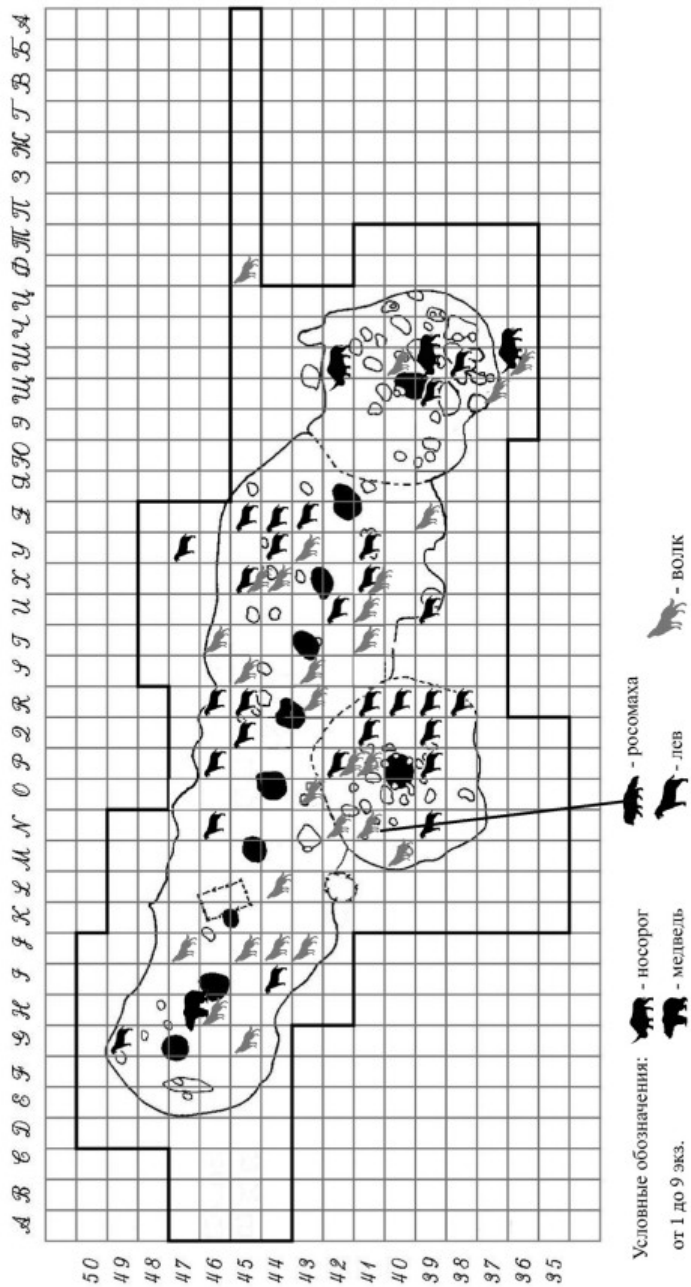 A B C D E F G H I J K L M N O P Q R S T U X Y Z Я Ю Э Щ Ш Ч Ц Ф Т П З Ж Г В Б А
50
49
48
47
46
45
44
43
42
41
40
39
38
37
36
35
Условные обозначения:
- носорог
- росомаха
- волк
от 1 до 9 экз.
- медведь
- лев